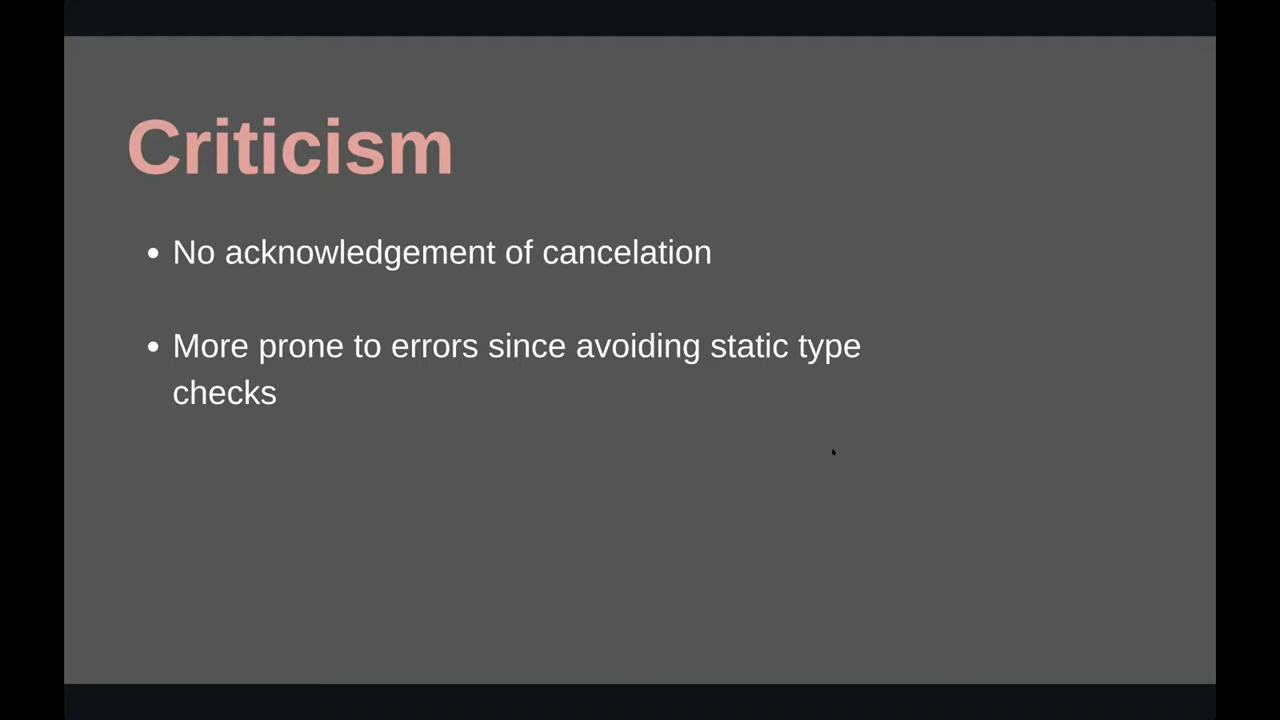 Criticism
• No acknowledgement of cancelation
• More prone to errors since avoiding static type
checks